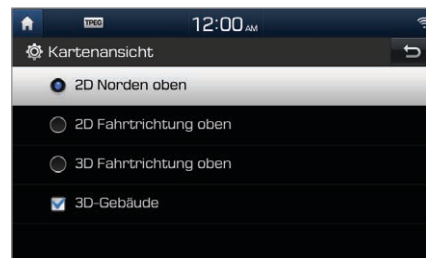 TPEG
12:00 AM
Kartenansicht
2D Norden oben
2D Fahrtrichtung oben
3D Fahrtrichtung oben
3D-Gebäude